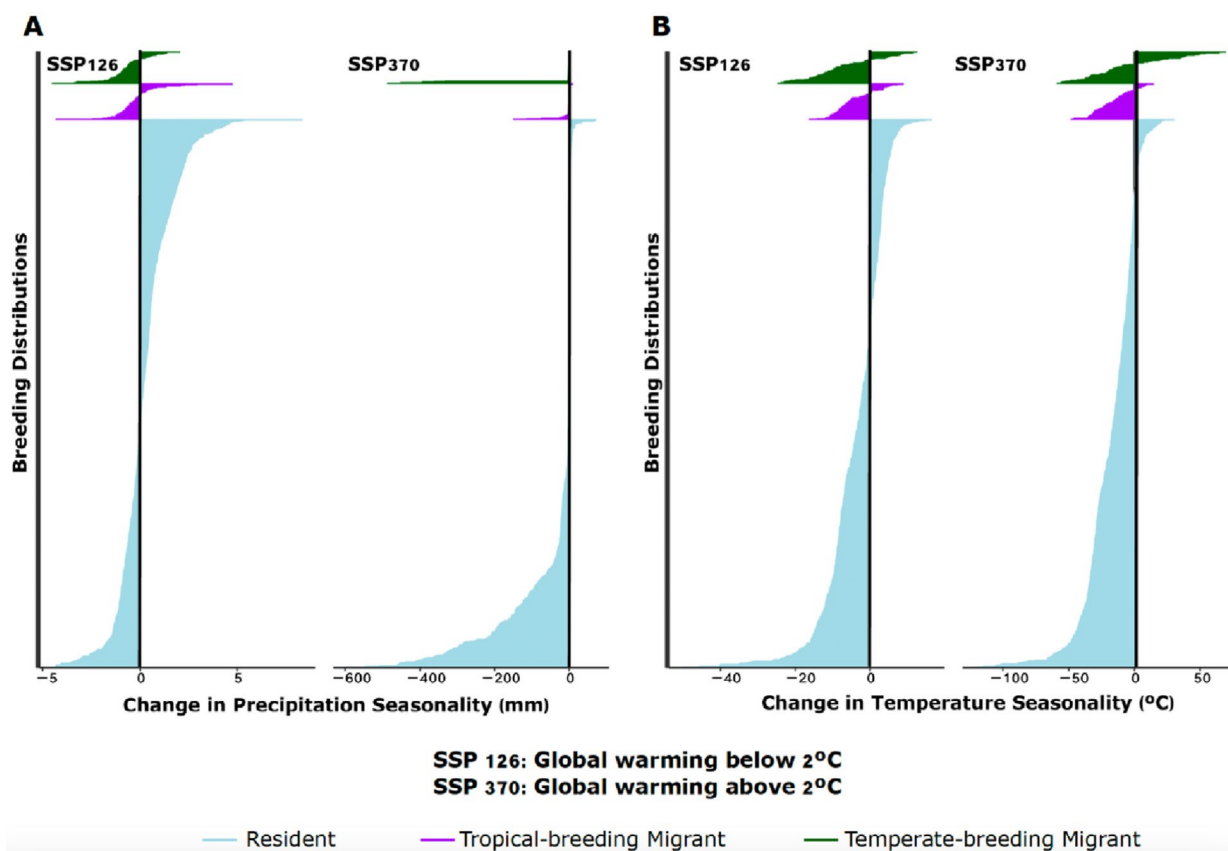 A
B
SSP126
SSP370
SSP126
SSP370
Breeding Distributions
Breeding Distributions
−5 0 5
−600 −400 −200 0
−40 −20 0
−100 −50 0 50
Change in Precipitation Seasonality (mm)
Change in Temperature Seasonality (ºC)
SSP 126: Global warming below 2ºC
SSP 370: Global warming above 2ºC
Resident Tropical-breeding Migrant Temperate-breeding Migrant